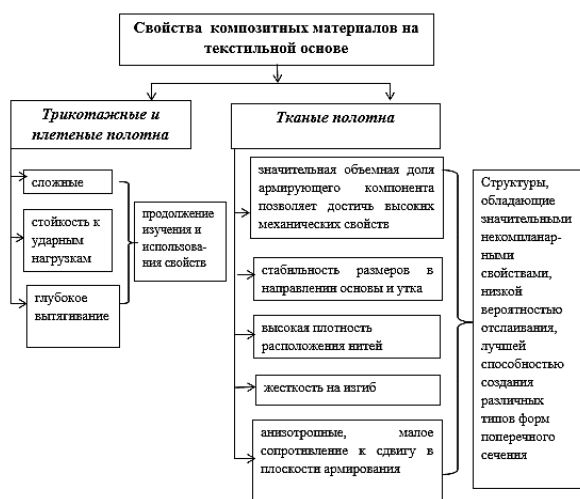 Свойства композитных материалов на
текстильной основе
Трикотажные и
плетеные полотна
сложные
стойкость к
ударным
нагрузкам
глубокое
вытягивание
продолжение
изучения и
использова-
ния свойств
Тканые полотна
значительная объемная доля
армирующего компонента
позволяет достичь высоких
механических свойств
стабильность размеров в
направлении основы и утка
высокая плотность
расположения нитей
жесткость на изгиб
анизотропные, малое
сопротивление к сдвигу в
плоскости армирования
Структуры,
обладающие
значительными
некомпланар-
ными
свойствами,
низкой
вероятностью
отслаивания,
лучшей
способностью
создания
различных
типов форм
поперечного
сечения